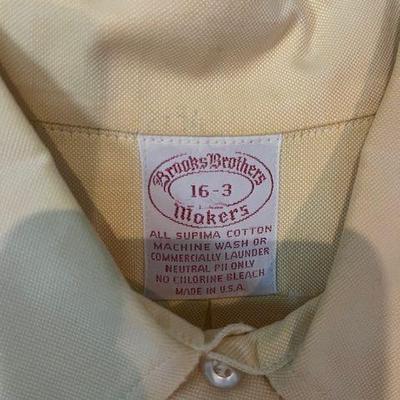 Brooks Brothers
16-3
Makers
ALL SUPIMA COTTON
MACHINE WASH OR
COMMERCIALLY LAUNDER
NEUTRAL PH ONLY
NO CHLORINE BLEACH
MADE IN U.S.A.